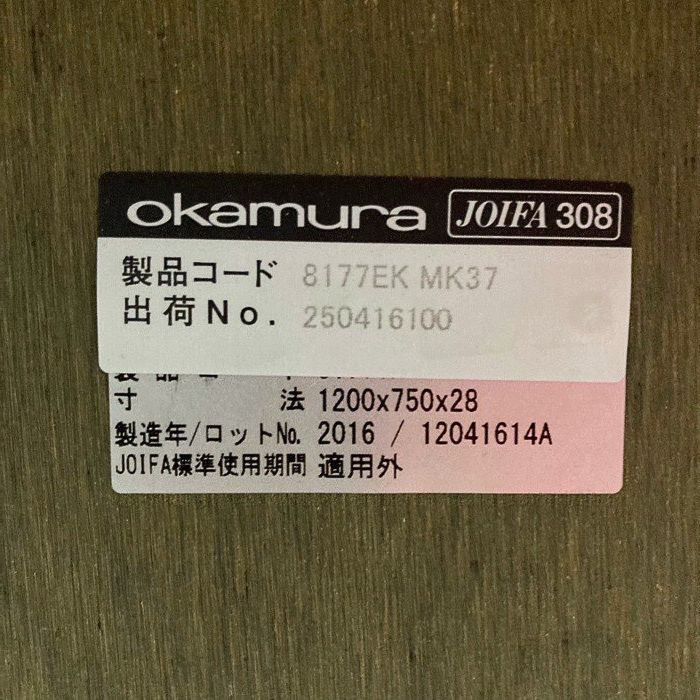 okamura JOIFA 308
製品コード 8177EK MK37
出荷No. 250416100
寸 法 1200x750x28
製造年/ロット№ 2016 / 12041614A
JOIFA標準使用期間 適用外